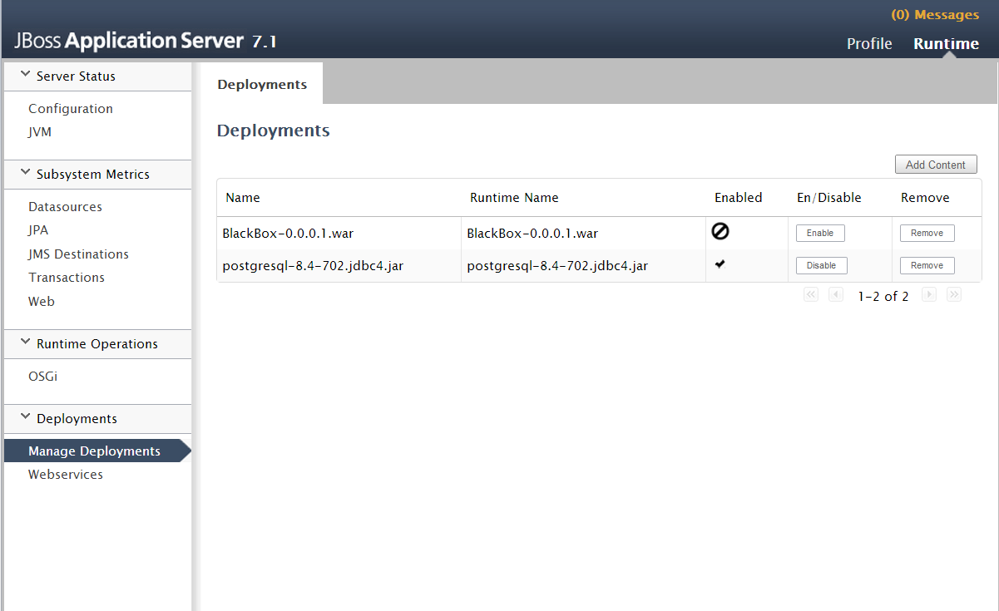 (0) Messages
JBoss Application Server 7.1
Profile Runtime
Server Status
Configuration
JVM
Subsystem Metrics
Datasources
JPA
JMS Destinations
Transactions
Web
Runtime Operations
OSGi
Deployments
Manage Deployments
Webservices
Deployments
Deployments
Add Content
Name Runtime Name Enabled En/Disable Remove
BlackBox-0.0.0.1.war BlackBox-0.0.0.1.war Enable Remove
postgresql-8.4-702.jdbc4.jar postgresql-8.4-702.jdbc4.jar Disable Remove
1-2 of 2